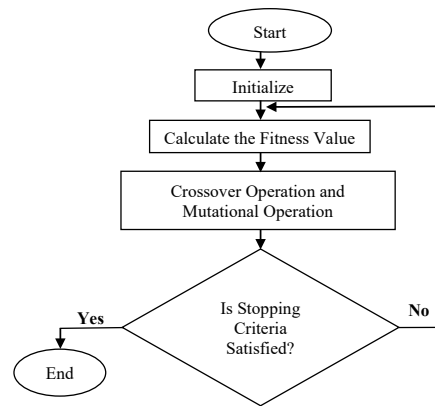 Start
Initialize
Calculate the Fitness Value
Crossover Operation and
Mutational Operation
Is Stopping
Criteria
Satisfied?
Yes
No
End